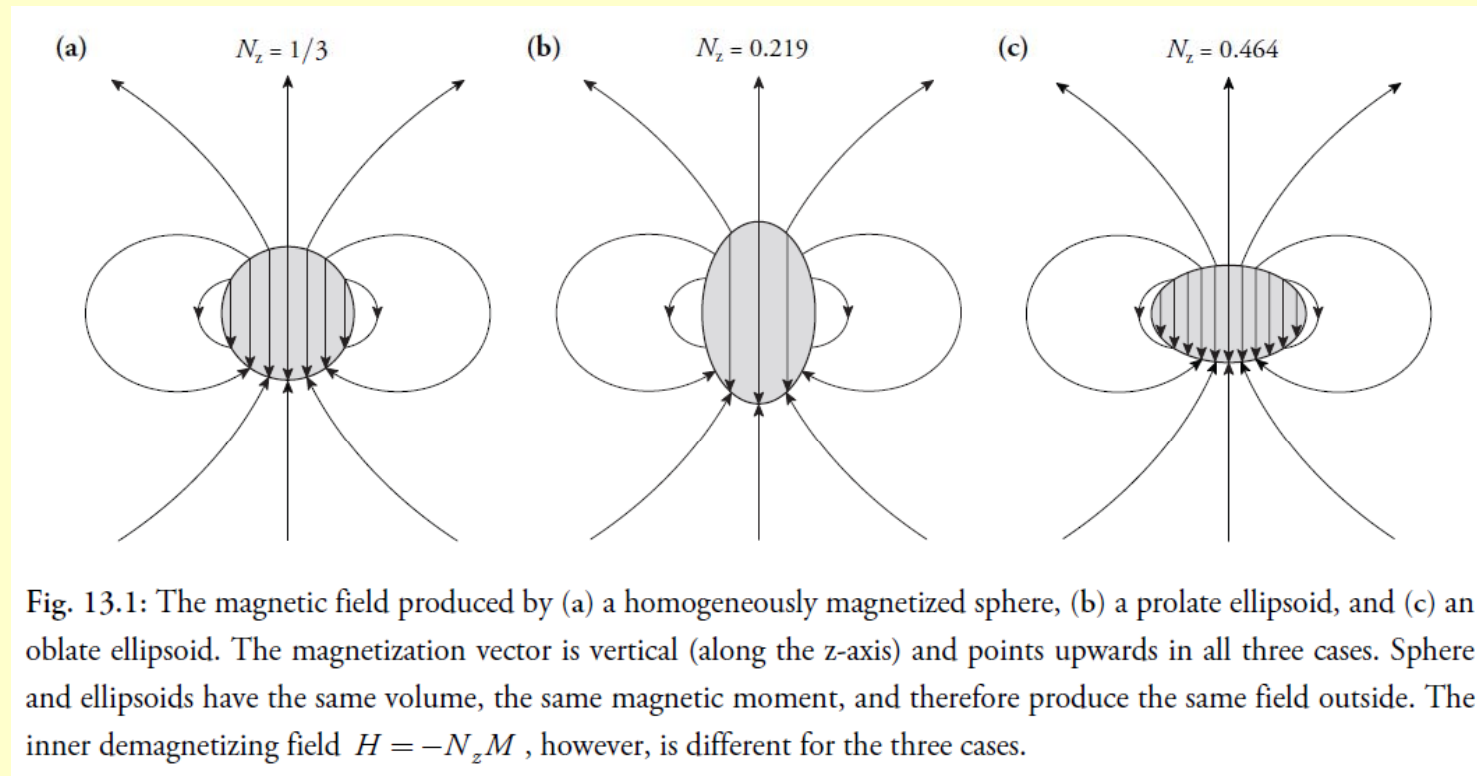 (a) N_z = 1/3 (b) N_z = 0.219 (c) N_z = 0.464
Fig. 13.1: The magnetic field produced by (a) a homogeneously magnetized sphere, (b) a prolate ellipsoid, and (c) an
oblate ellipsoid. The magnetization vector is vertical (along the z-axis) and points upwards in all three cases. Sphere
and ellipsoids have the same volume, the same magnetic moment, and therefore produce the same field outside. The
inner demagnetizing field H = −N_z M , however, is different for the three cases.